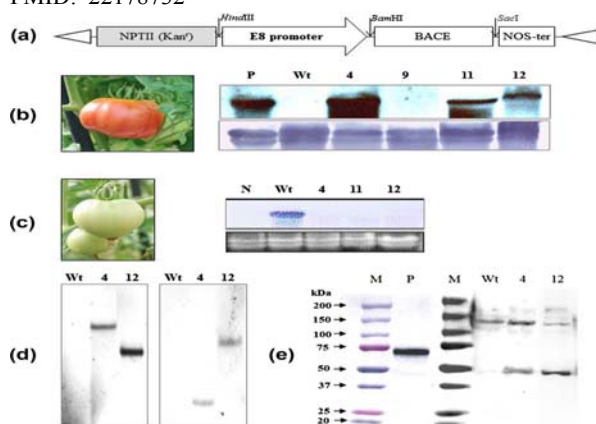 PMID: 22178732
(a) HindIII BamHI SacI
NPTII (Kanʳ) E8 promoter BACE NOS-ter
(b) P Wt 4 9 11 12
(c) N Wt 4 11 12
(d) Wt 4 12 Wt 4 12
(e) M P M Wt 4 12
kDa
200
150
100
75
50
37
25
20